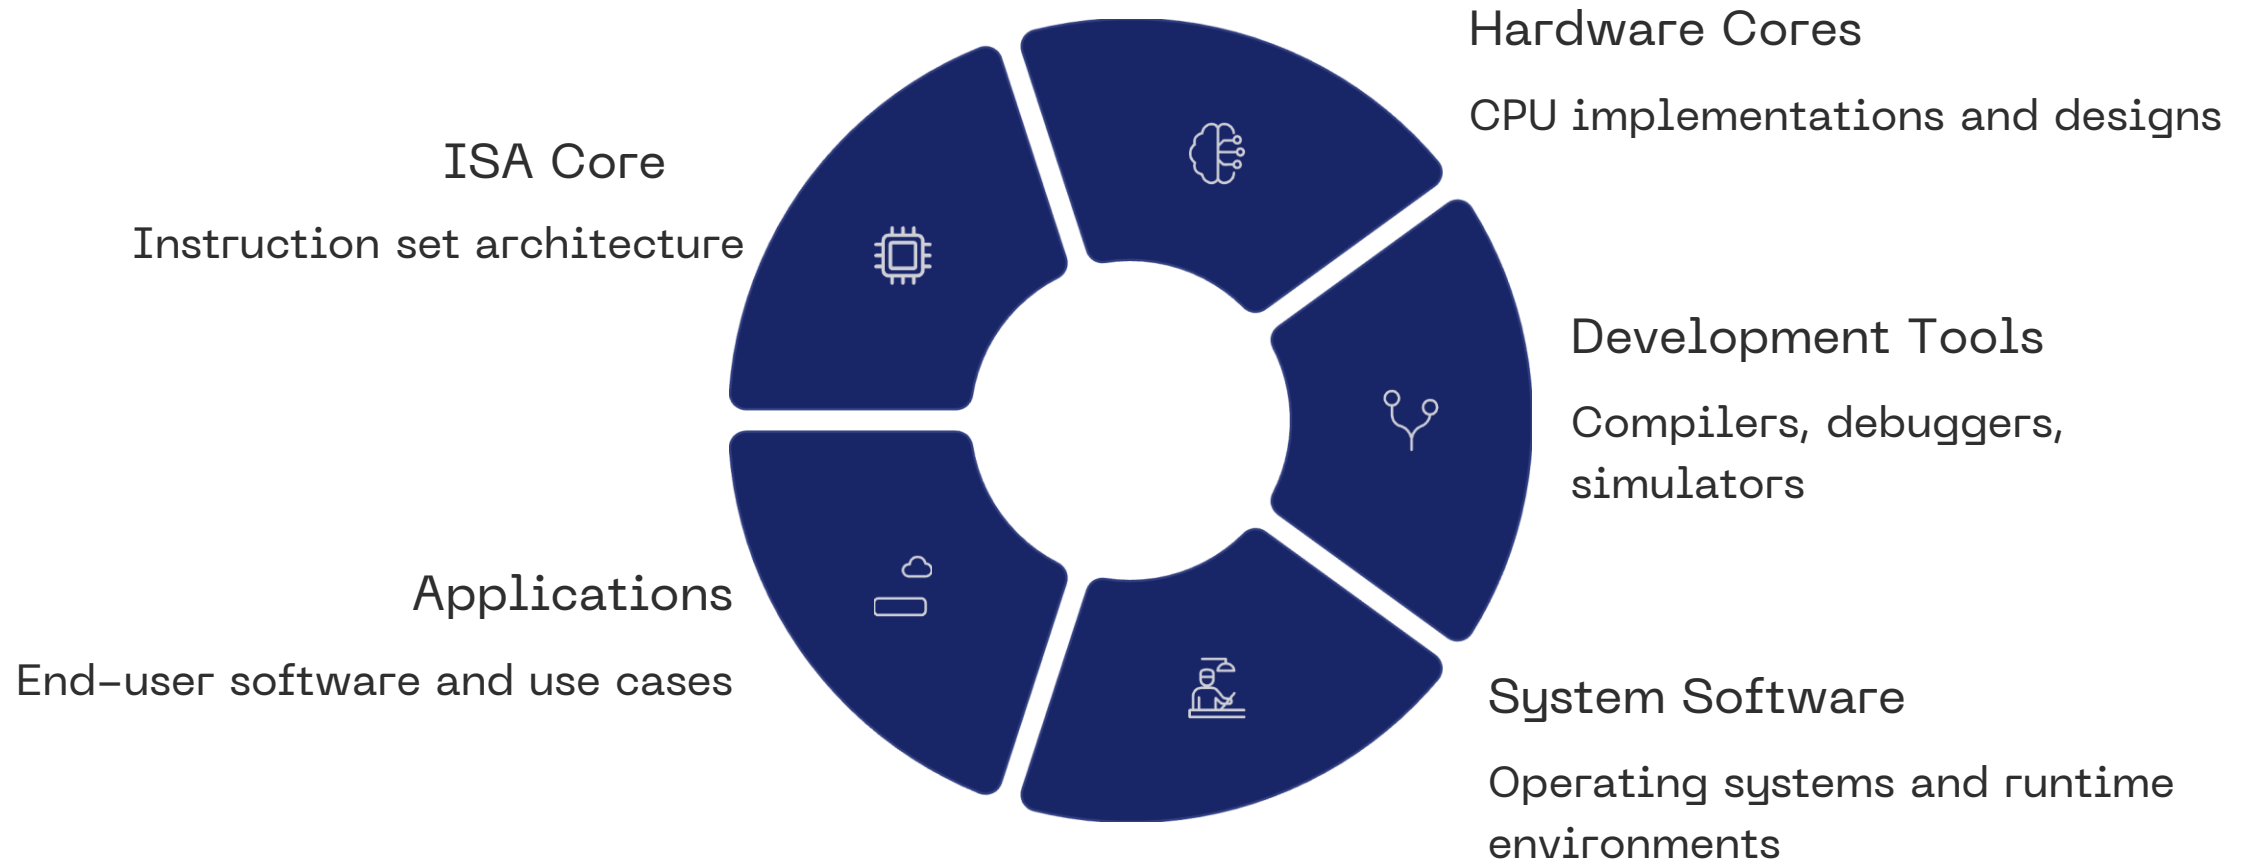 ISA Core
Instruction set architecture
Hardware Cores
CPU implementations and designs
Development Tools
Compilers, debuggers,
simulators
System Software
Operating systems and runtime
environments
Applications
End-user software and use cases